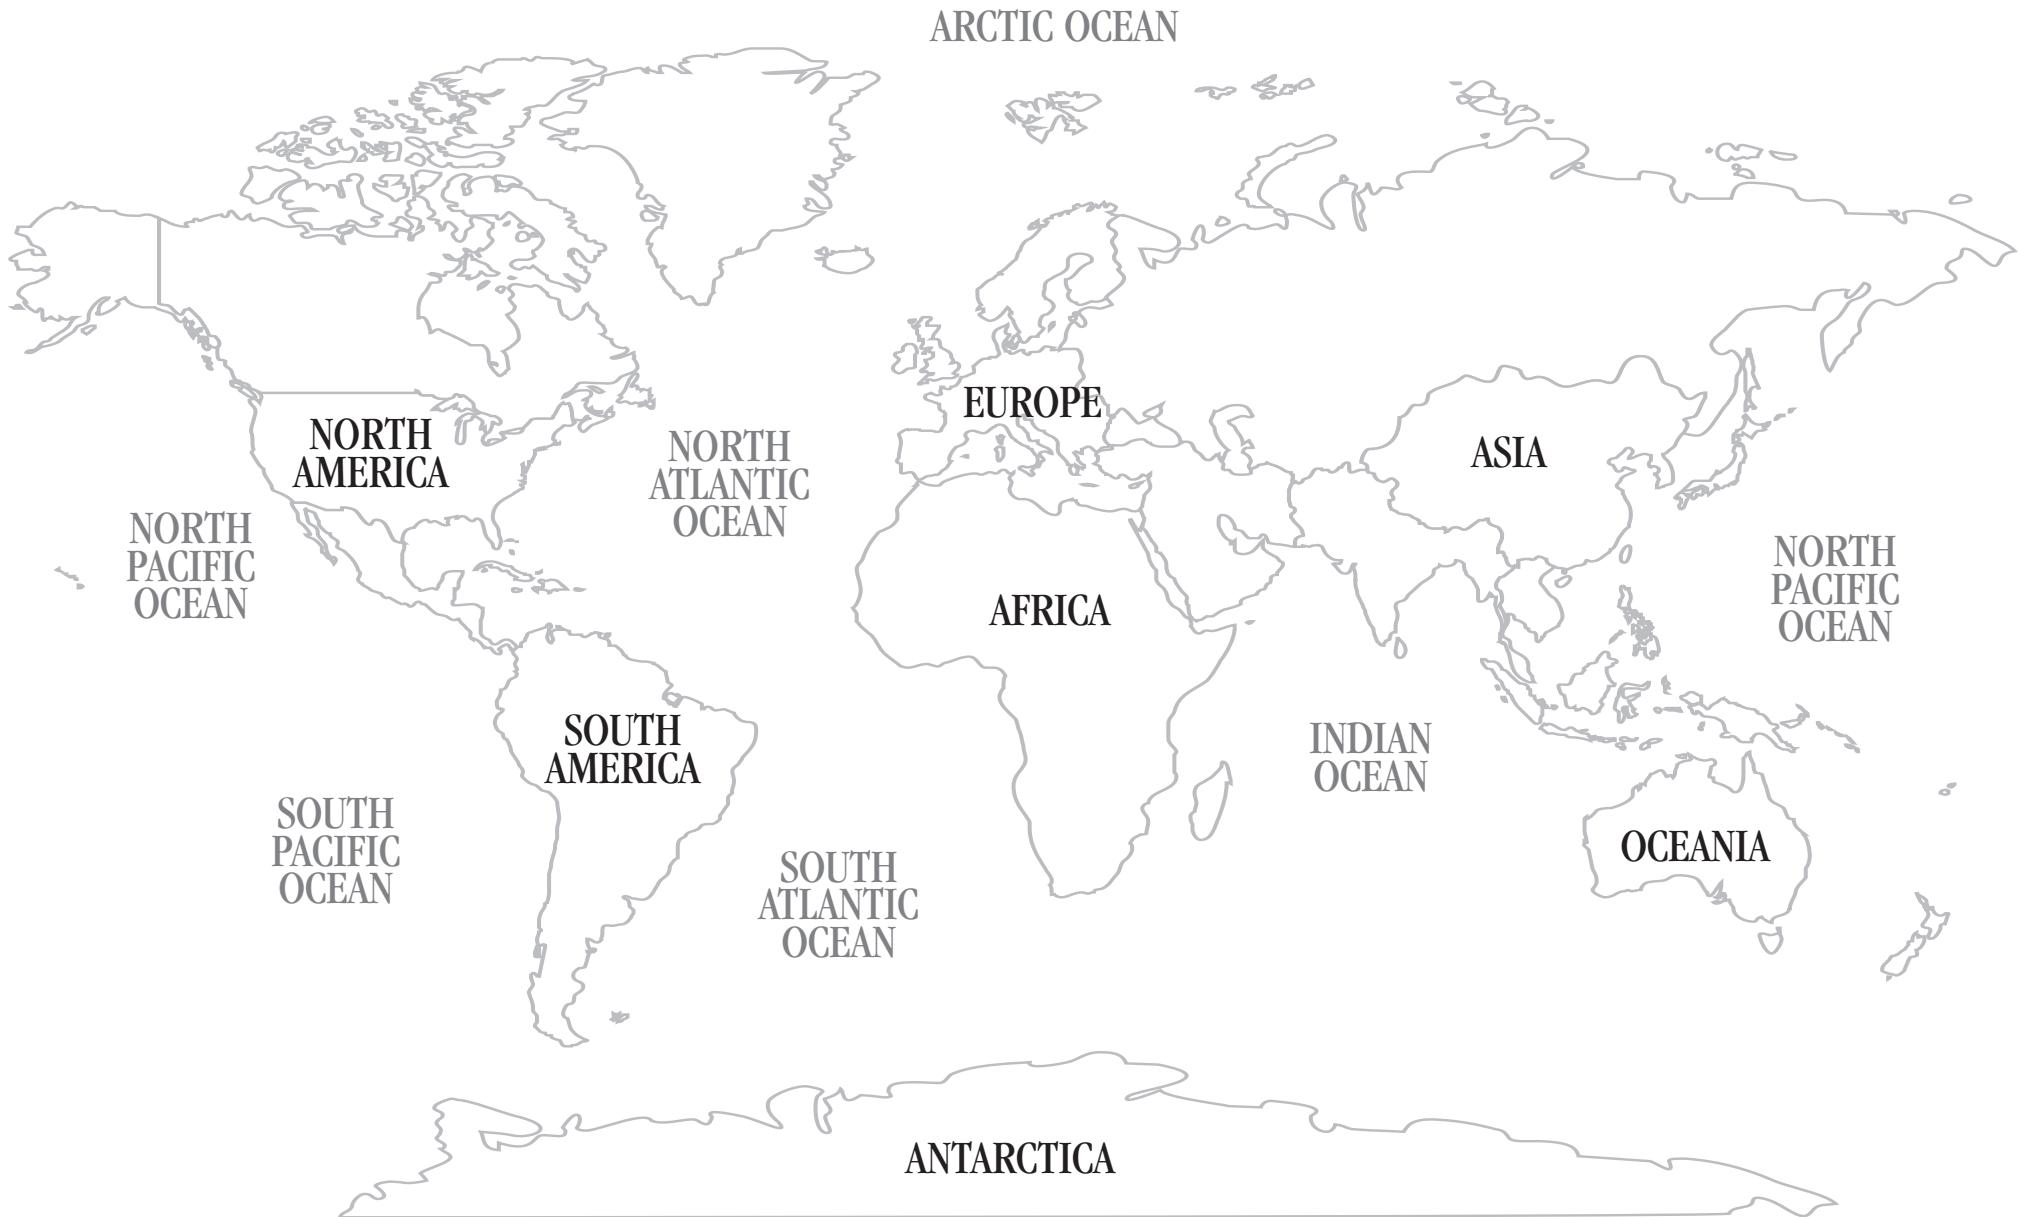 ARCTIC OCEAN
EUROPE
NORTH
AMERICA
NORTH
ATLANTIC
OCEAN
ASIA
NORTH
PACIFIC
OCEAN
NORTH
PACIFIC
OCEAN
AFRICA
SOUTH
AMERICA
INDIAN
OCEAN
SOUTH
PACIFIC
OCEAN
OCEANIA
SOUTH
ATLANTIC
OCEAN
ANTARCTICA